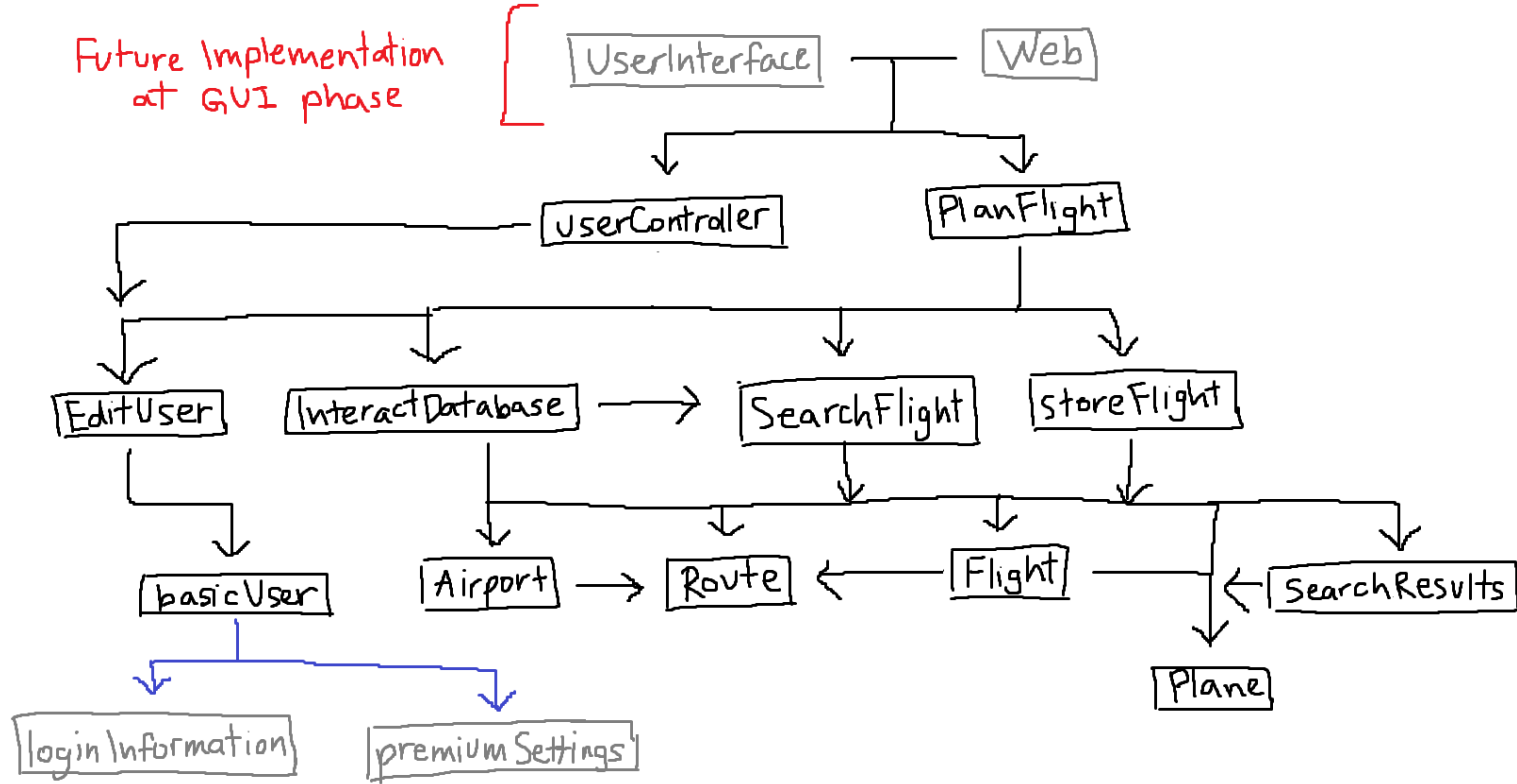 Future Implementation
at GUI phase
UserInterface
Web
userController
PlanFlight
EditUser
InteractDatabase
SearchFlight
storeFlight
basicUser
Airport
Route
Flight
SearchResults
Plane
loginInformation
premiumSettings